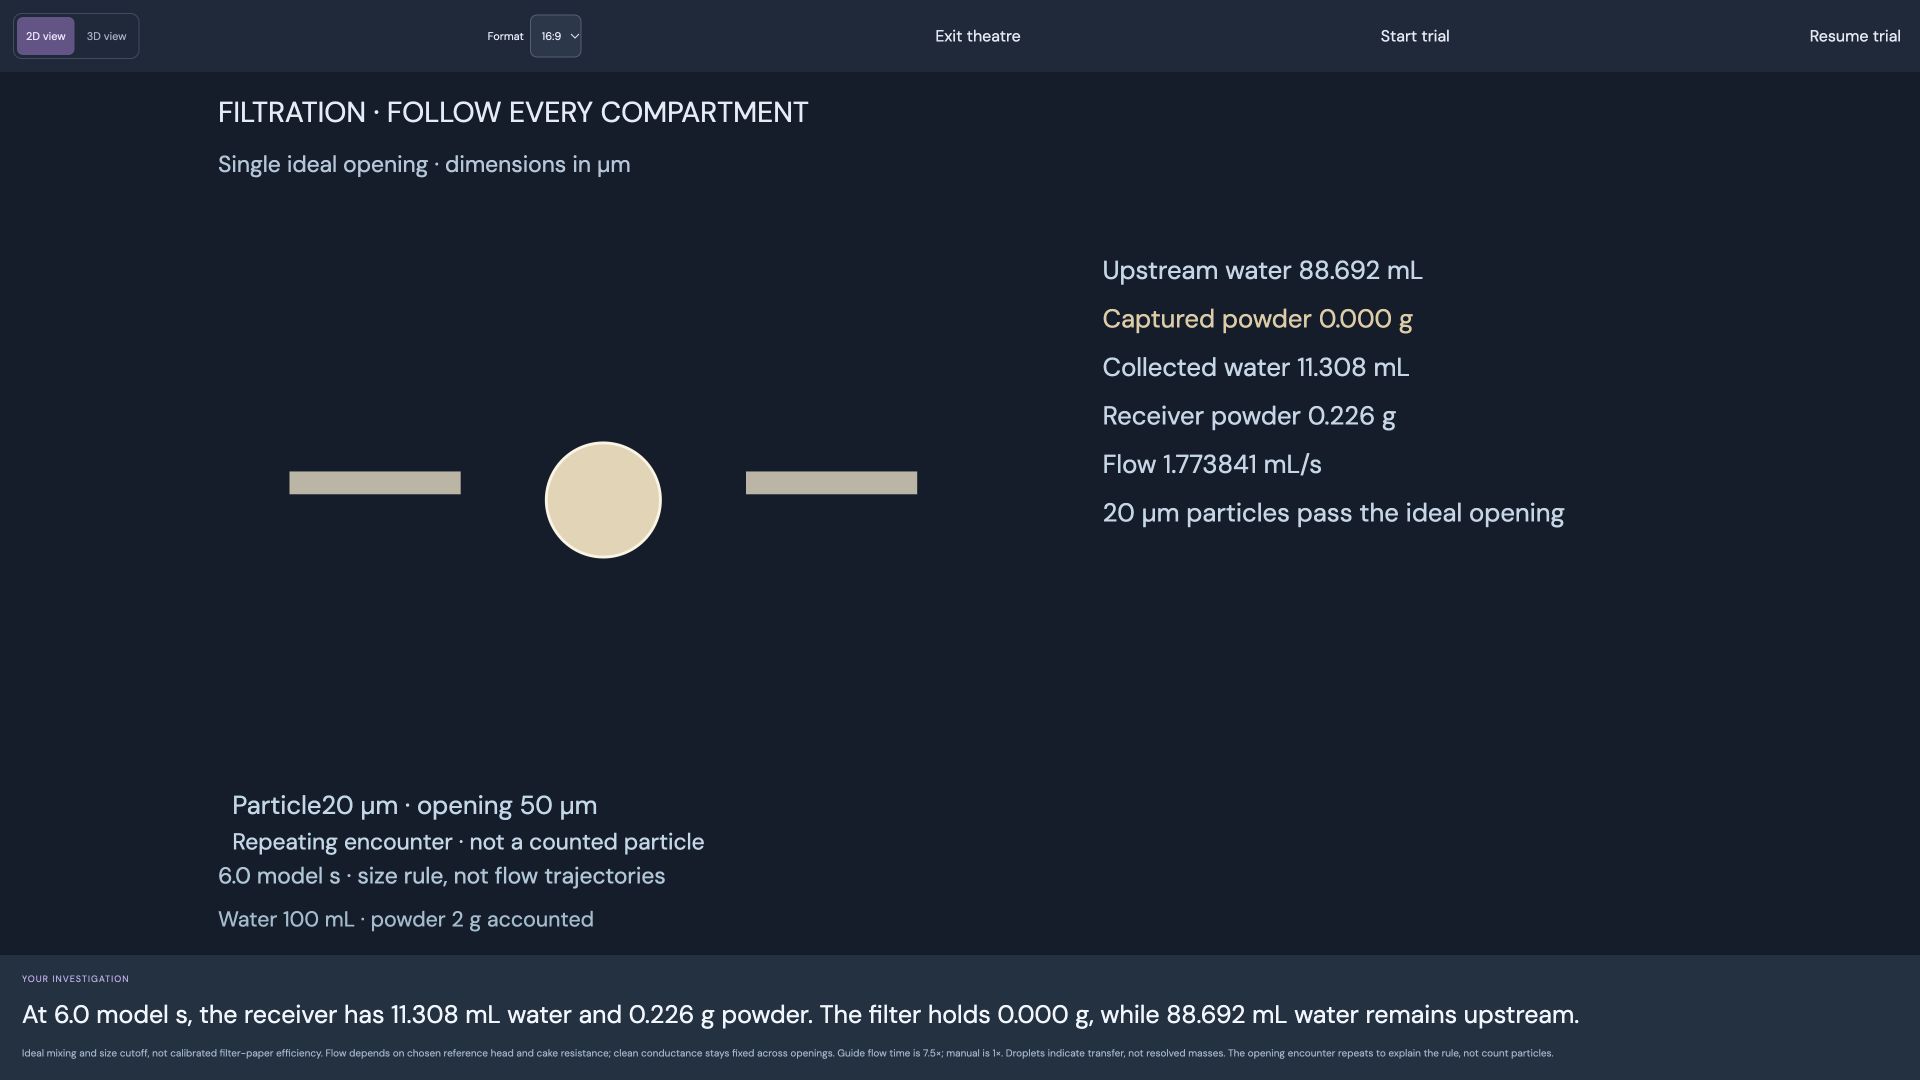 2D view
3D view
Format
16:9
Exit theatre
Start trial
Resume trial
FILTRATION · FOLLOW EVERY COMPARTMENT
Single ideal opening · dimensions in µm
Upstream water 88.692 mL
Captured powder 0.000 g
Collected water 11.308 mL
Receiver powder 0.226 g
Flow 1.773841 mL/s
20 µm particles pass the ideal opening
Particle20 µm · opening 50 µm
Repeating encounter · not a counted particle
6.0 model s · size rule, not flow trajectories
Water 100 mL · powder 2 g accounted
YOUR INVESTIGATION
At 6.0 model s, the receiver has 11.308 mL water and 0.226 g powder. The filter holds 0.000 g, while 88.692 mL water remains upstream.
Ideal mixing and size cutoff, not calibrated filter-paper efficiency. Flow depends on chosen reference head and cake resistance; clean conductance stays fixed across openings. Guide flow time is 7.5×; manual is 1×. Droplets indicate transfer, not resolved masses. The opening encounter repeats to explain the rule, not count particles.